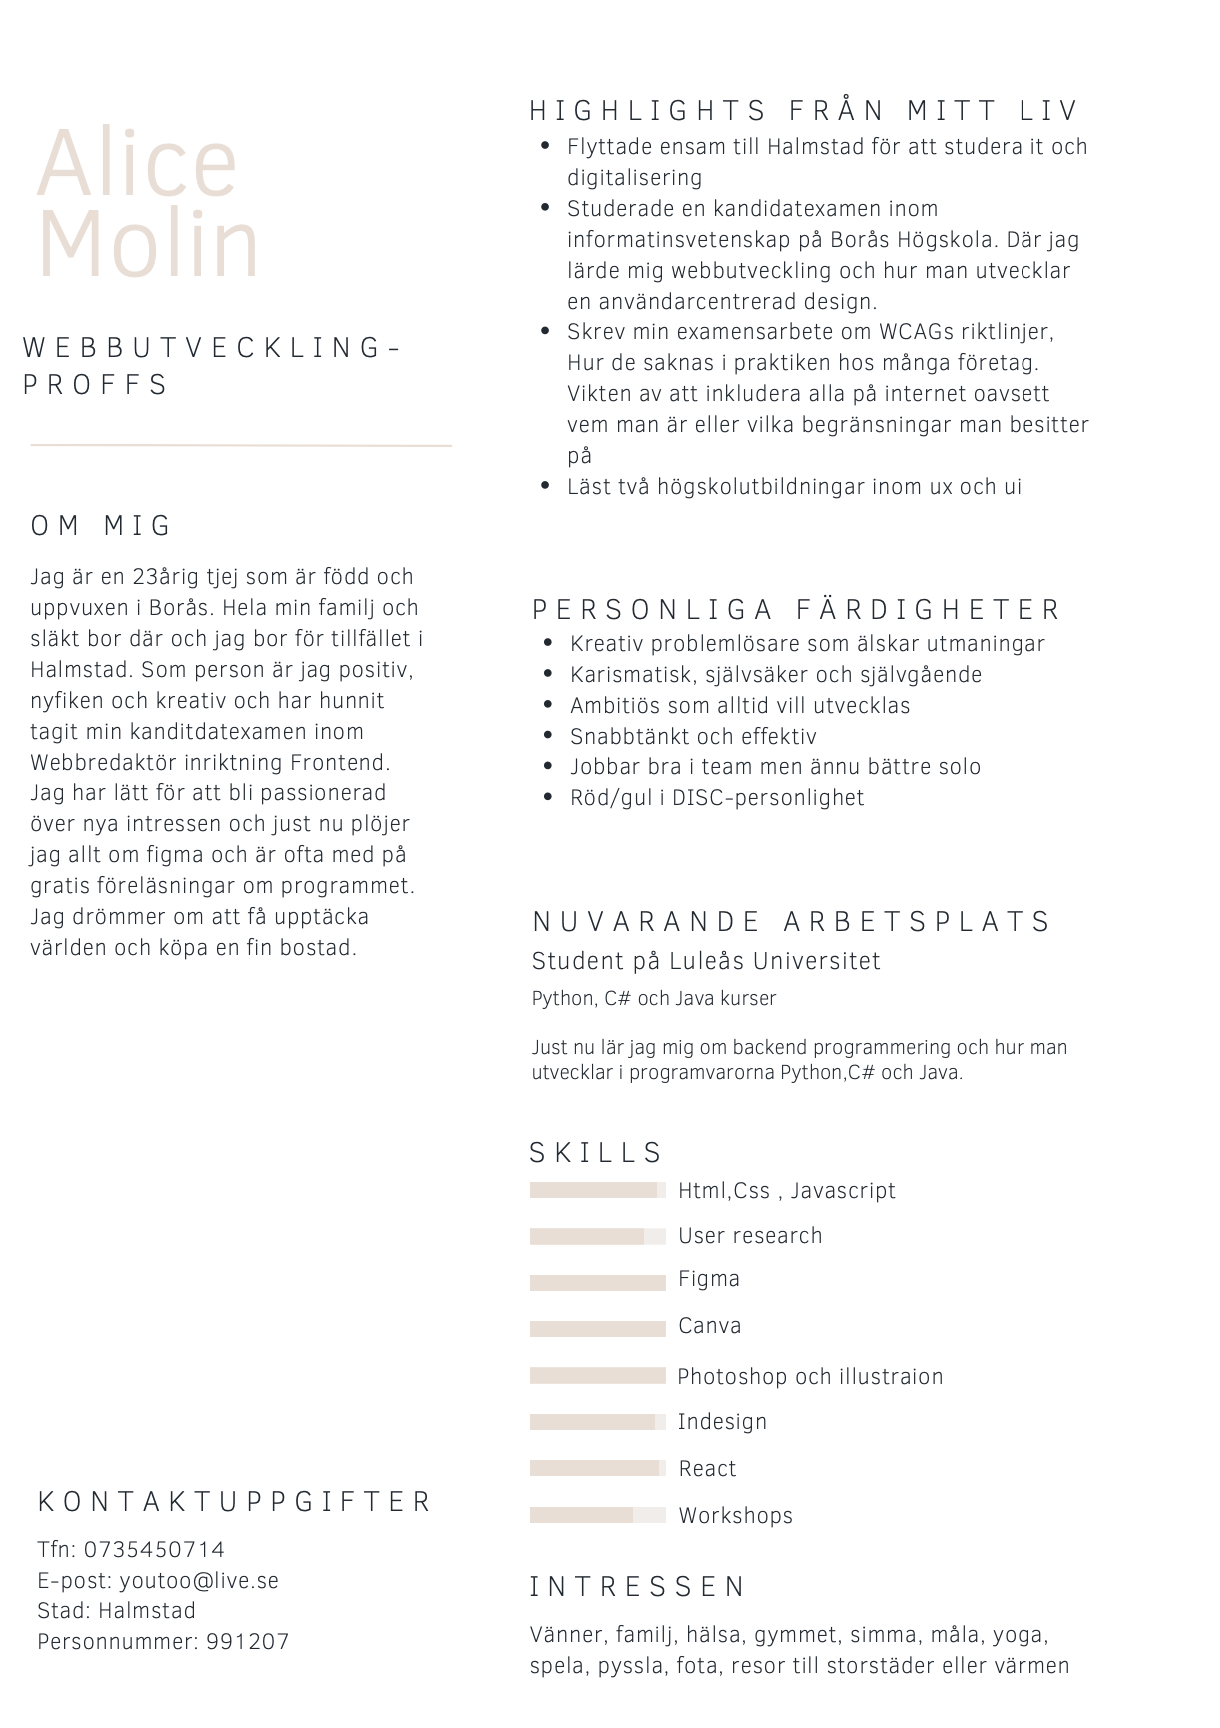 Alice
Molin
WEBBUTVECKLING-
PROFFS
OM MIG
Jag är en 23årig tjej som är född och
uppvuxen i Borås. Hela min familj och
släkt bor där och jag bor för tillfället i
Halmstad. Som person är jag positiv,
nyfiken och kreativ och har hunnit
tagit min kanditdatexamen inom
Webbredaktör inriktning Frontend.
Jag har lätt för att bli passionerad
över nya intressen och just nu plöjer
jag allt om figma och är ofta med på
gratis föreläsningar om programmet.
Jag drömmer om att få upptäcka
världen och köpa en fin bostad.
KONTAKTUPPGIFTER
Tfn: 0735450714
E-post: youtoo@live.se
Stad: Halmstad
Personnummer: 991207
HIGHLIGHTS FRÅN MITT LIV
• Flyttade ensam till Halmstad för att studera it och
digitalisering
• Studerade en kandidatexamen inom
informatinsvetenskap på Borås Högskola. Där jag
lärde mig webbutveckling och hur man utvecklar
en användarcentrerad design.
• Skrev min examensarbete om WCAGs riktlinjer,
Hur de saknas i praktiken hos många företag.
Vikten av att inkludera alla på internet oavsett
vem man är eller vilka begränsningar man besitter
på
• Läst två högskolutbildningar inom ux och ui
PERSONLIGA FÄRDIGHETER
• Kreativ problemlösare som älskar utmaningar
• Karismatisk, självsäker och självgående
• Ambitiös som alltid vill utvecklas
• Snabbtänkt och effektiv
• Jobbar bra i team men ännu bättre solo
• Röd/gul i DISC-personlighet
NUVARANDE ARBETSPLATS
Student på Luleås Universitet
Python, C# och Java kurser
Just nu lär jag mig om backend programmering och hur man
utvecklar i programvarorna Python,C# och Java.
SKILLS
Html,Css , Javascript
User research
Figma
Canva
Photoshop och illustraion
Indesign
React
Workshops
INTRESSEN
Vänner, familj, hälsa, gymmet, simma, måla, yoga,
spela, pyssla, fota, resor till storstäder eller värmen